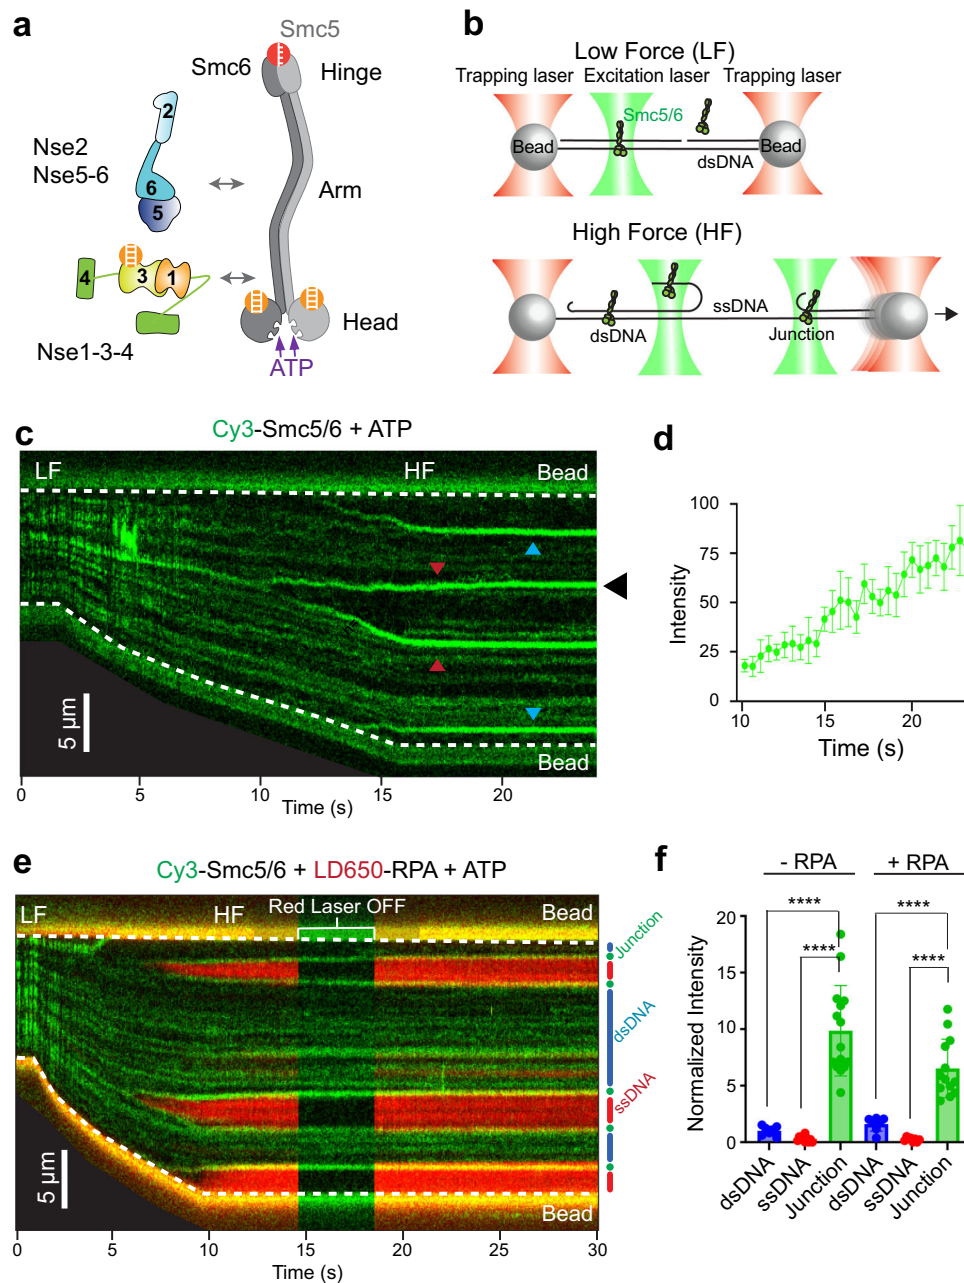 a
Smc5
Smc6
Hinge
2
Nse2
Nse5-6
6
5
Arm
4
3
1
Nse1-3-4
Head
ATP
b
Low Force (LF)
Trapping laser
Excitation laser
Trapping laser
Smc5/6
Bead
Bead
dsDNA
High Force (HF)
ssDNA
dsDNA
Junction
c
Cy3-Smc5/6 + ATP
LF
HF
Bead
5 µm
Bead
0 5 10 15 20
Time (s)
d
100
75
50
25
0
Intensity
10 15 20
Time (s)
e
Cy3-Smc5/6 + LD650-RPA + ATP
Red Laser OFF
LF
HF
Bead
Junction
dsDNA
ssDNA
5 µm
Bead
0 5 10 15 20 25 30
Time (s)
f
- RPA
+ RPA
****
****
****
****
20
15
10
5
0
Normalized Intensity
dsDNA
ssDNA
Junction
dsDNA
ssDNA
Junction